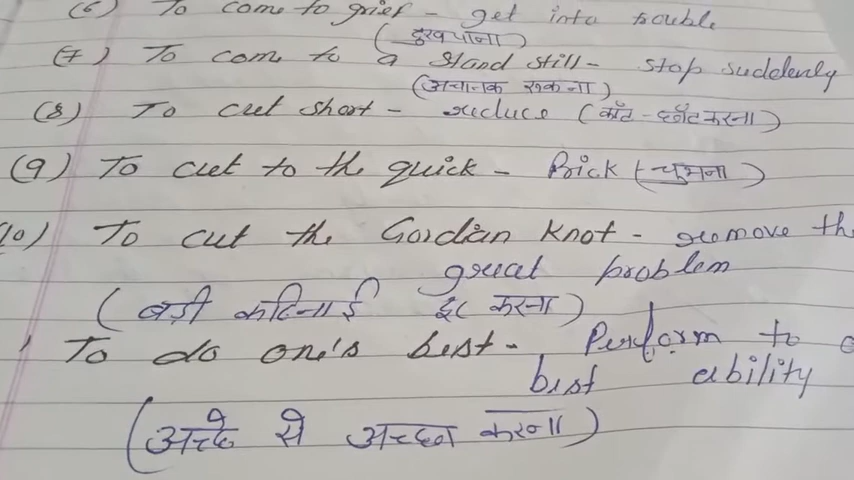 (6) To come to grief - get into trouble
(दुख पाना)
(7) To come to a stand still - stop suddenly
(अचानक रुकना)
(8) To cut short - reduce (काँट - छाँट करना)
(9) To cut to the quick - Prick (चुभना)
10) To cut the Gordian Knot - remove the
great problem
(बड़ी कठिनाई दूर करना)
To do one's best - Perform to
best ability
(अच्छे से अच्छा करना)